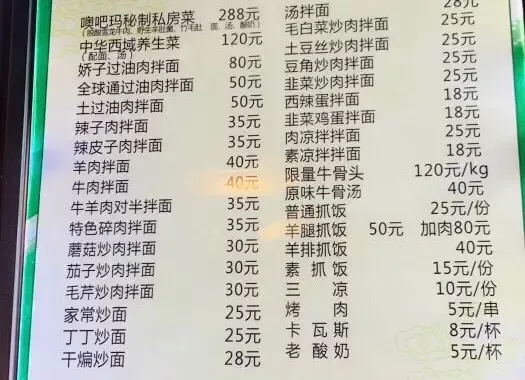 噢吧玛秘制私房菜 288元
中华西域养生菜 120元
(配面、汤)
娇子过油肉拌面 80元
全球通过油肉拌面 50元
土过油肉拌面 50元
辣子肉拌面 35元
辣皮子肉拌面 35元
羊肉拌面 40元
牛肉拌面 40元
牛羊肉对半拌面 35元
特色碎肉拌面 35元
蘑菇炒肉拌面 30元
茄子炒肉拌面 30元
毛芹炒肉拌面 30元
家常炒面 25元
丁丁炒面 25元
干煸炒面 28元
汤拌面 28元
毛白菜炒肉拌面 25元
土豆丝炒肉拌面 25元
豆角炒肉拌面 25元
韭菜炒肉拌面 25元
西辣蛋拌面 18元
韭菜鸡蛋拌面 18元
肉凉拌拌面 25元
素凉拌拌面 18元
限量牛骨头 120元/kg
原味牛骨汤 40元
普通抓饭 25元/份
羊腿抓饭 50元 加肉80元
羊排抓饭 40元
素抓饭 15元/份
三凉 10元/份
烤肉 5元/串
卡瓦斯 8元/杯
老酸奶 5元/杯